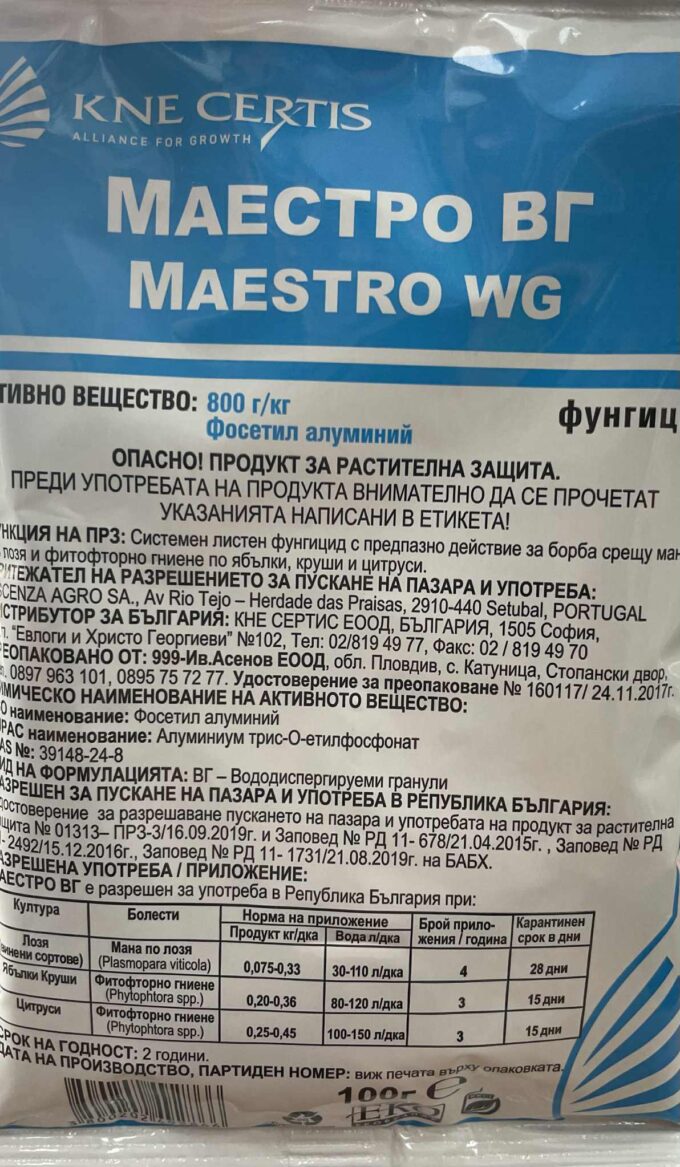 KNE CERTIS
ALLIANCE FOR GROWTH
МАЕСТРО ВГ
MAESTRO WG
ТИВНО ВЕЩЕСТВО: 800 г/кг
Фосетил алуминий
фунгиц
ОПАСНО! ПРОДУКТ ЗА РАСТИТЕЛНА ЗАЩИТА.
ПРЕДИ УПОТРЕБАТА НА ПРОДУКТА ВНИМАТЕЛНО ДА СЕ ПРОЧЕТАТ
УКАЗАНИЯТА НАПИСАНИ В ЕТИКЕТА!
НКЦИЯ НА ПРЗ: Системен листен фунгицид с предпазно действие за борба срещу ман
лозя и фитофторно гниене по ябълки, круши и цитруси.
РИТЕЖАТЕЛ НА РАЗРЕШЕНИЕТО ЗА ПУСКАНЕ НА ПАЗАРА И УПОТРЕБА:
SCENZA AGRO SA., Av Rio Tejo – Herdade das Praisas, 2910-440 Setubal, PORTUGAL
ИСТРИБУТОР ЗА БЪЛГАРИЯ: КНЕ СЕРТИС ЕООД, БЪЛГАРИЯ, 1505 София,
л. "Евлоги и Христо Георгиеви" №102, Тел: 02/819 49 77, Факс: 02 / 819 49 70
РЕОПАКОВАНО ОТ: 999-Ив.Асенов ЕООД, обл. Пловдив, с. Катуница, Стопански двор,
0897 963 101, 0895 75 72 77. Удостоверение за преопаковане № 160117/ 24.11.2017г.
ИМИЧЕСКО НАИМЕНОВАНИЕ НА АКТИВНОТО ВЕЩЕСТВО:
О наименование: Фосетил алуминий
РАС наименование: Алуминиум трис-О-етилфосфонат
AS №: 39148-24-8
ИД НА ФОРМУЛАЦИЯТА: ВГ – Вододиспергируеми гранули
АЗРЕШЕН ЗА ПУСКАНЕ НА ПАЗАРА И УПОТРЕБА В РЕПУБЛИКА БЪЛГАРИЯ:
достоверение за разрешаване пускането на пазара и употребата на продукт за растителна
щита № 01313– ПРЗ-3/16.09.2019г. и Заповед № РД 11- 678/21.04.2015г. , Заповед № РД
- 2492/15.12.2016г., Заповед № РД 11- 1731/21.08.2019г. на БАБХ.
АЗРЕШЕНА УПОТРЕБА / ПРИЛОЖЕНИЕ:
АЕСТРО ВГ е разрешен за употреба в Република България при:
Култура Болести Норма на приложение Брой прило- Карантинен
Продукт кг/дка Вода л/дка жения / година срок в дни
Лозя Мана по лозя
винени сортове) (Plasmopara viticola) 0,075-0,33 30-110 л/дка 4 28 дни
Ябълки Круши Фитофторно гниене
(Phytophtora spp.) 0,20-0,36 80-120 л/дка 3 15 дни
Цитруси Фитофторно гниене
(Phytophtora spp.) 0,25-0,45 100-150 л/дка 3 15 дни
СРОК НА ГОДНОСТ: 2 години.
ДАТА НА ПРОИЗВОДСТВО, ПАРТИДЕН НОМЕР: виж печата върху опаковката.
100г e
ЕКО